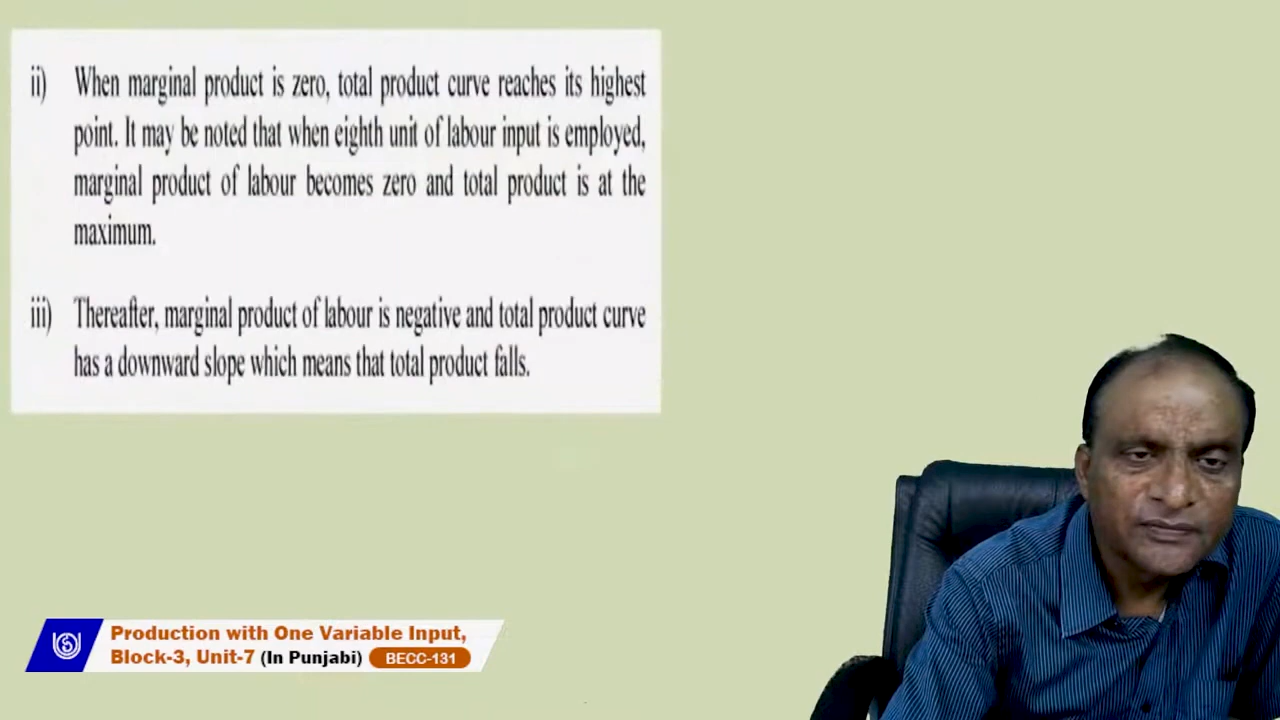 ii) When marginal product is zero, total product curve reaches its highest
point. It may be noted that when eighth unit of labour input is employed,
marginal product of labour becomes zero and total product is at the
maximum.
iii) Thereafter, marginal product of labour is negative and total product curve
has a downward slope which means that total product falls.
Production with One Variable Input,
Block-3, Unit-7 (In Punjabi) BECC-131